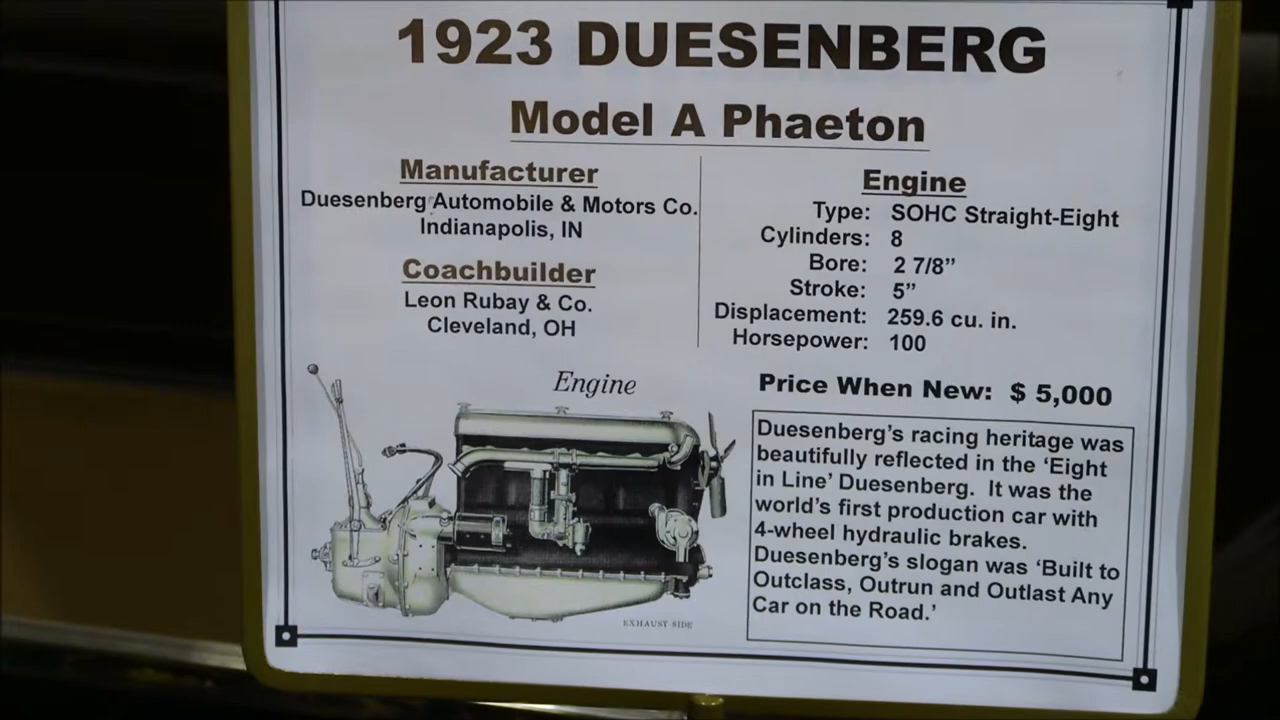 1923 DUESENBERG
Model A Phaeton
Manufacturer
Duesenberg Automobile & Motors Co.
Indianapolis, IN
Coachbuilder
Leon Rubay & Co.
Cleveland, OH
Engine
Type: SOHC Straight-Eight
Cylinders: 8
Bore: 2 7/8”
Stroke: 5”
Displacement: 259.6 cu. in.
Horsepower: 100
Engine
EXHAUST SIDE
Price When New: $ 5,000
Duesenberg’s racing heritage was
beautifully reflected in the ‘Eight
in Line’ Duesenberg. It was the
world’s first production car with
4-wheel hydraulic brakes.
Duesenberg’s slogan was ‘Built to
Outclass, Outrun and Outlast Any
Car on the Road.’